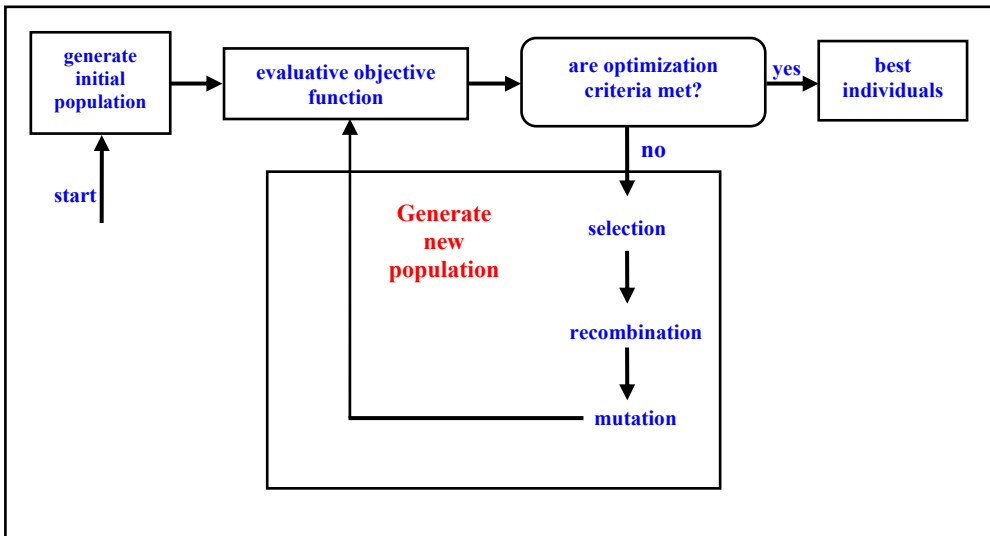 generate
initial
population
evaluative objective
function
are optimization
criteria met?
yes
best
individuals
no
start
Generate
new
population
selection
recombination
mutation